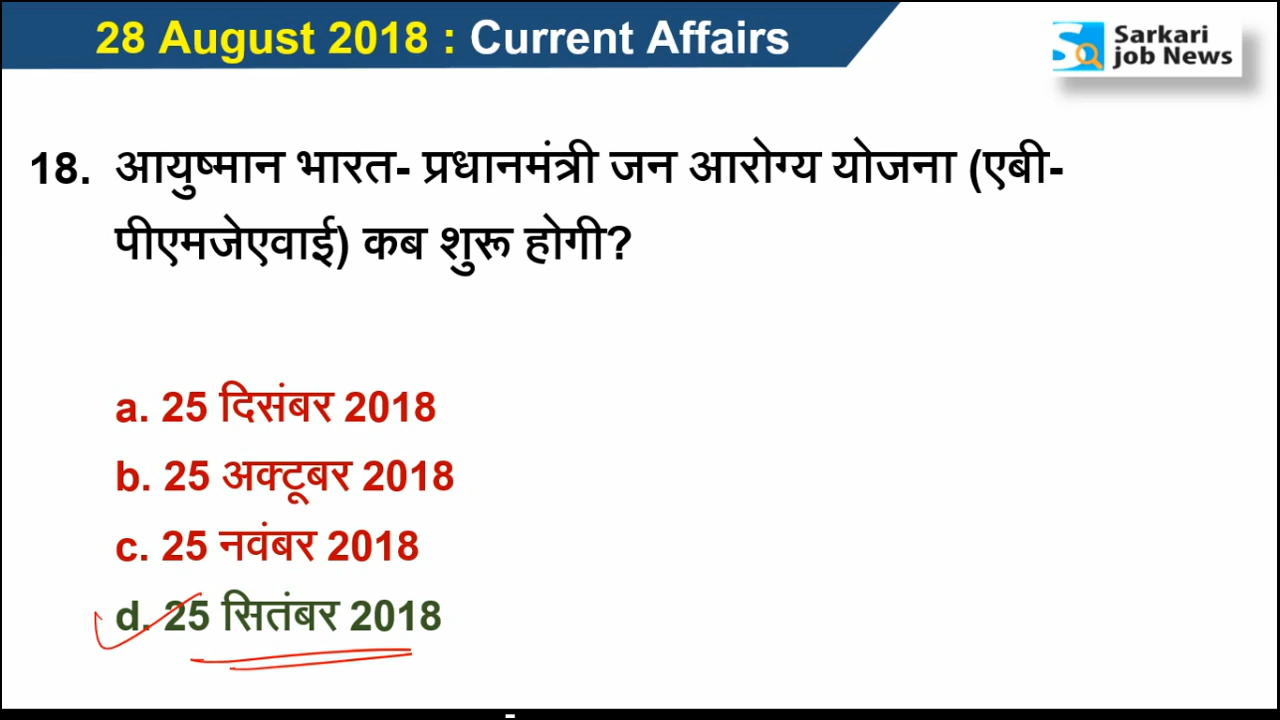 28 August 2018 : Current Affairs
Sarkari
job News
18. आयुष्मान भारत- प्रधानमंत्री जन आरोग्य योजना (एबी-
पीएमजेएवाई) कब शुरू होगी?
a. 25 दिसंबर 2018
b. 25 अक्टूबर 2018
c. 25 नवंबर 2018
d. 25 सितंबर 2018